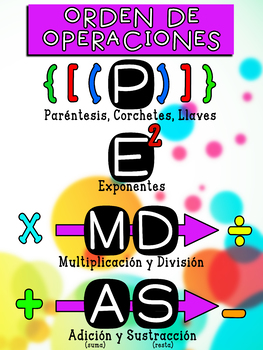 ORDEN DE
OPERACIONES
{[((P)]}
Paréntesis, Corchetes, Llaves
E²
Exponentes
X MD ÷
Multiplicación y División
+ AS -
Adición y Sustracción
(suma) (resta)